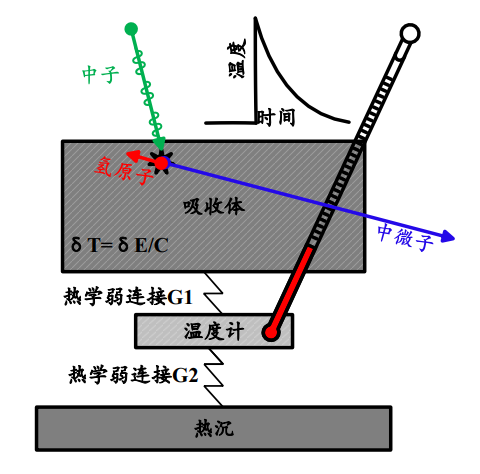 温度
时间
中子
氢原子
吸收体
中微子
δ T= δ E/C
热学弱连接G1
温度计
热学弱连接G2
热沉